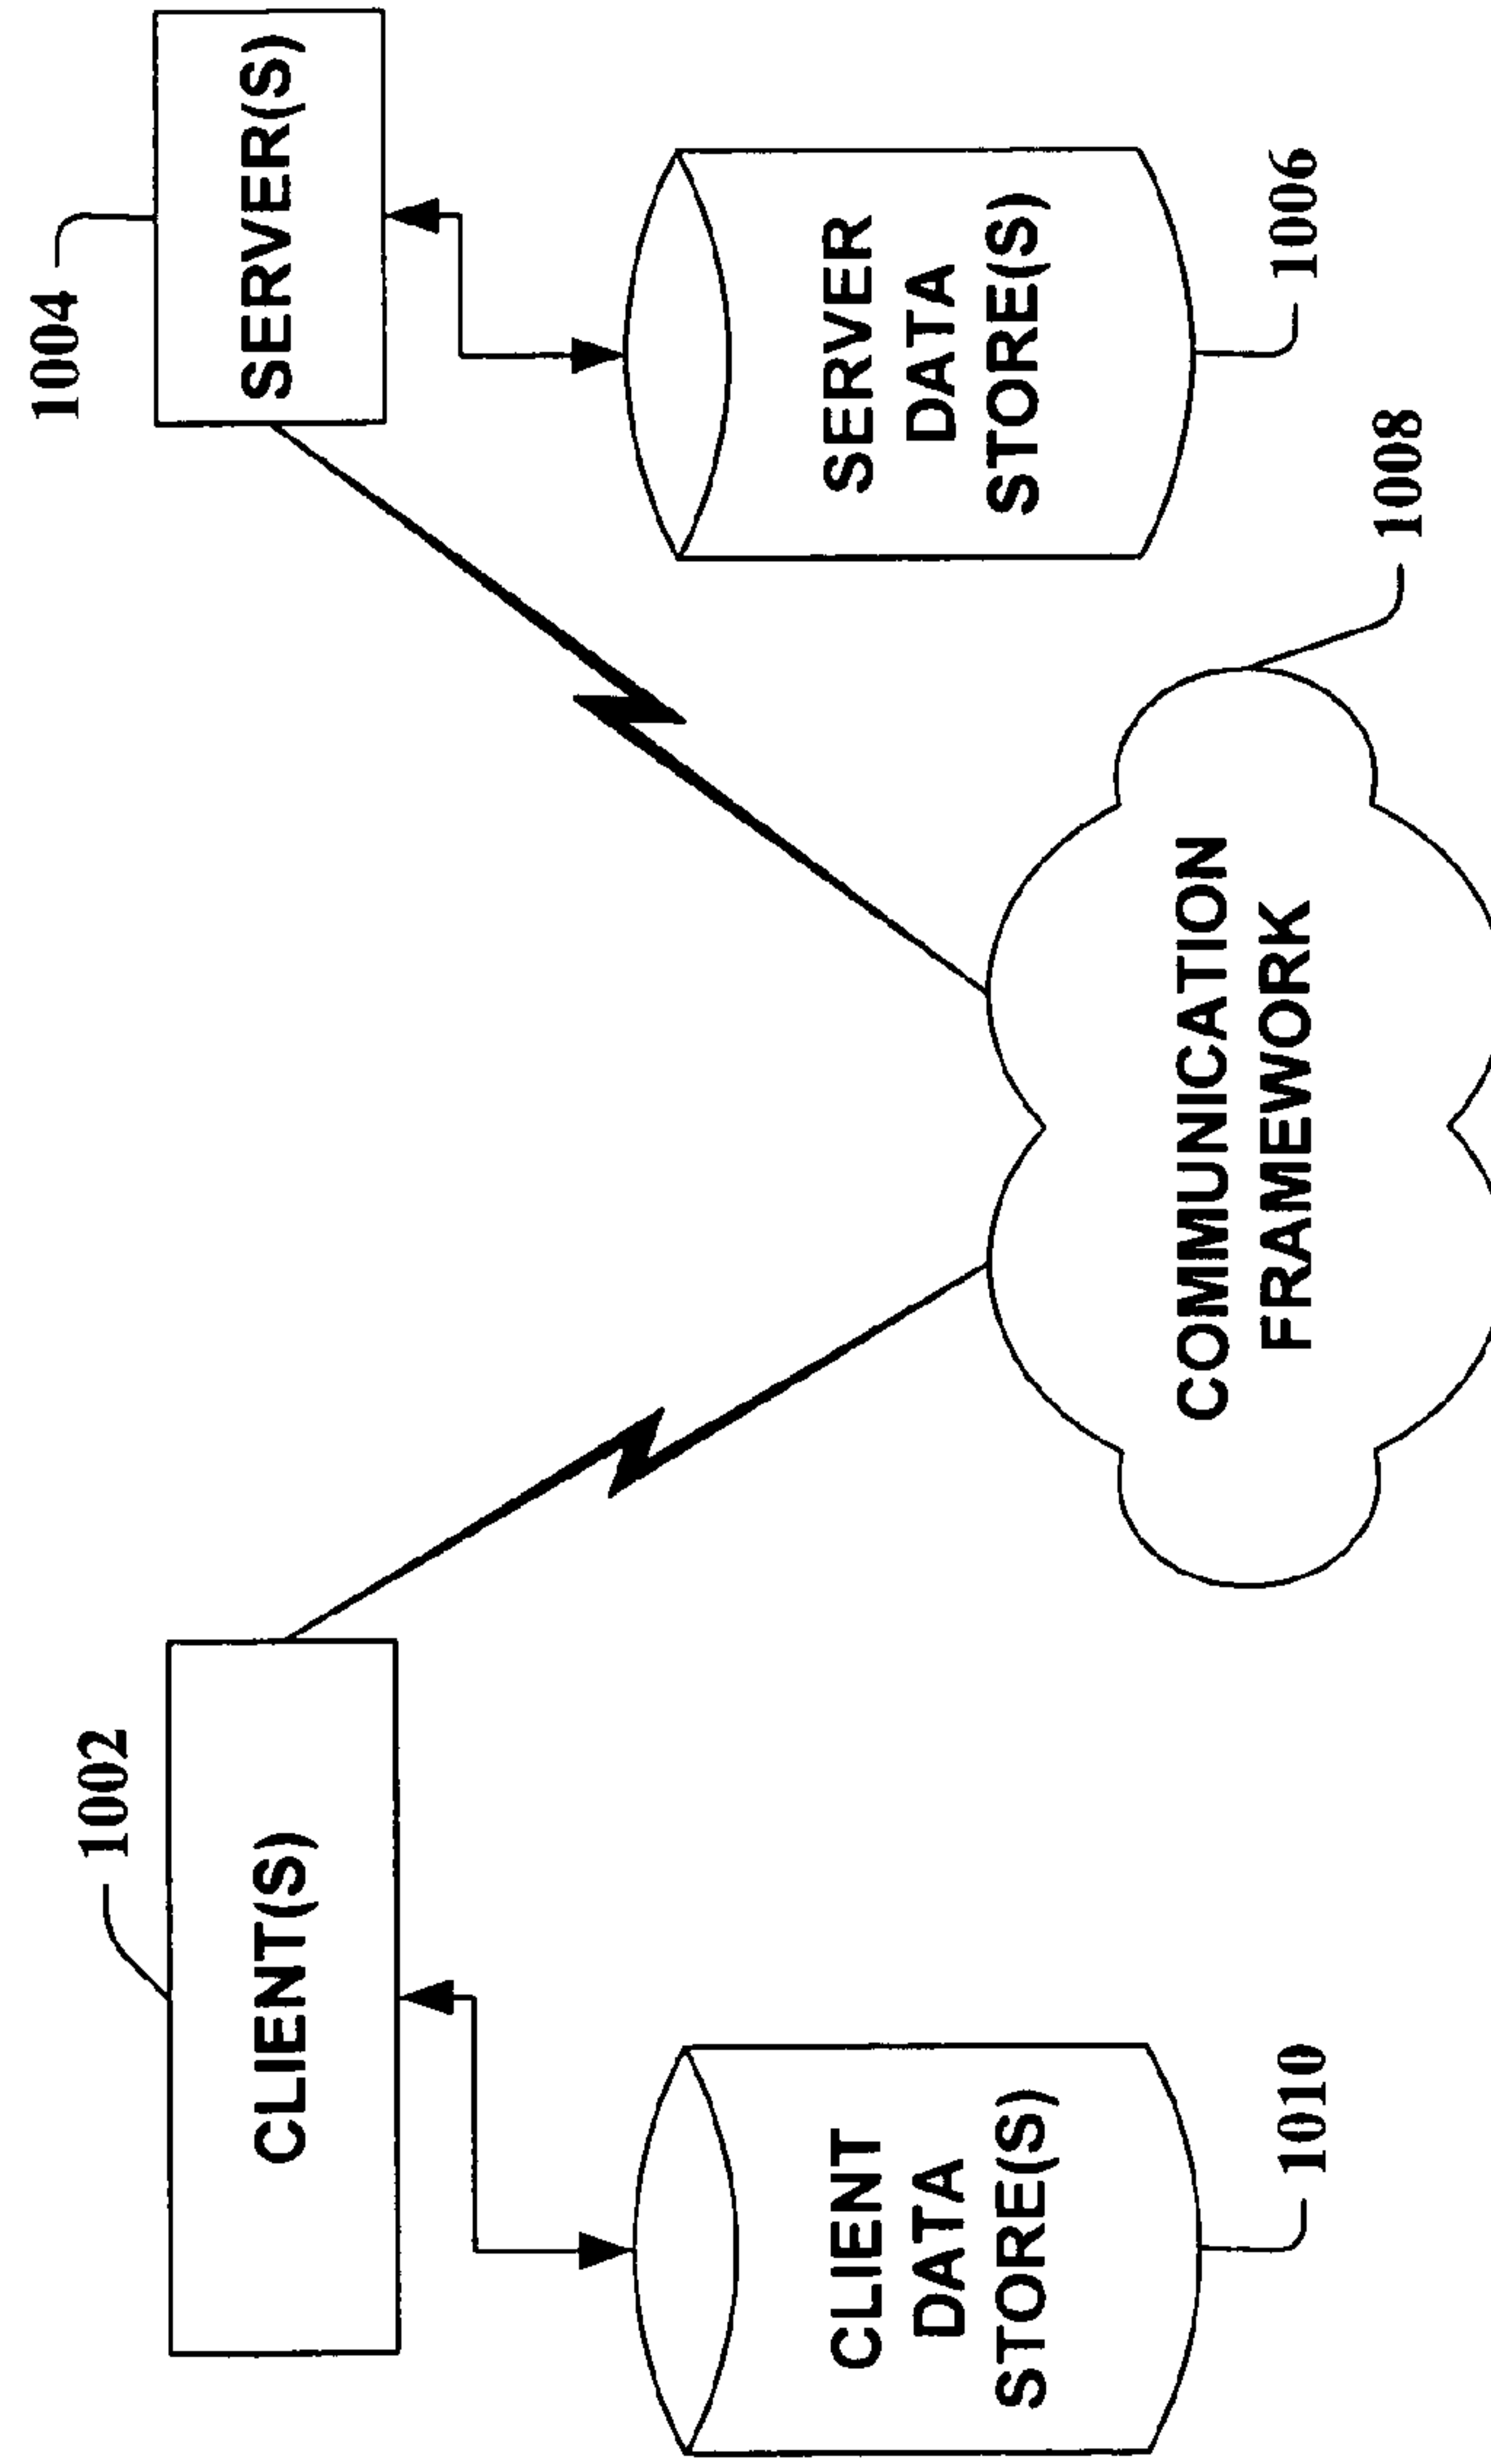 1002
1004
CLIENT(S)
SERVER(S)
CLIENT
DATA
STORE(S)
SERVER
DATA
STORE(S)
1010
1006
COMMUNICATION
FRAMEWORK
1008